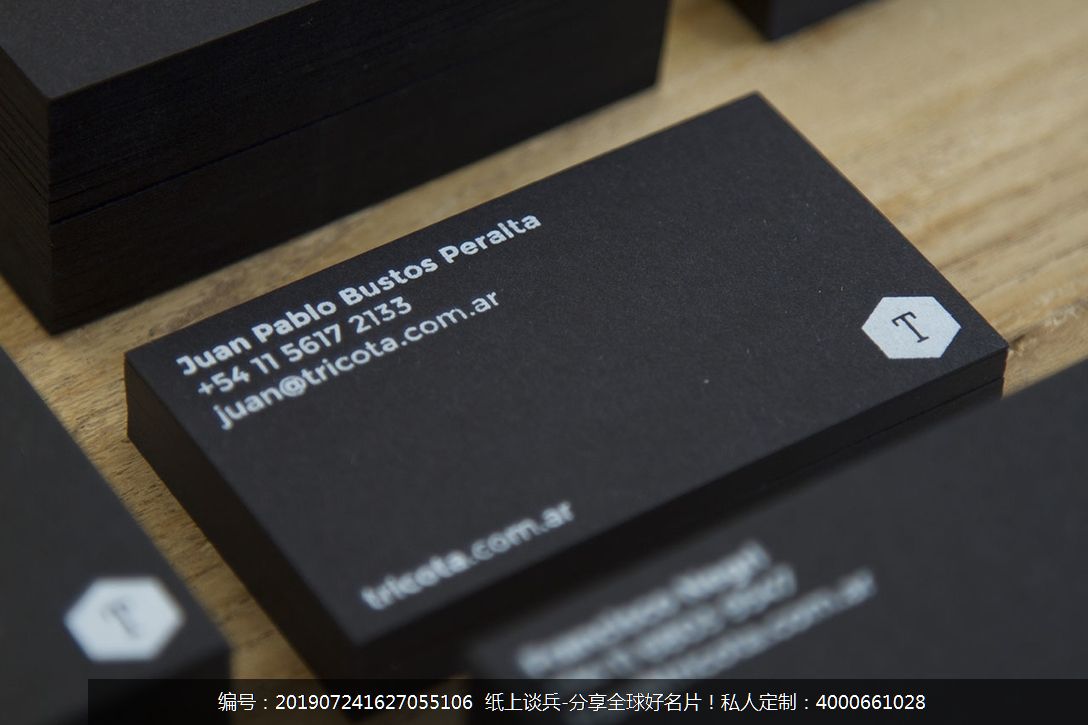 Juan Pablo Bustos Peralta
+54 11 5617 2133
juan@tricota.com.ar
T
tricota.com.ar
T
编号：201907241627055106 纸上谈兵-分享全球好名片！私人定制：4000661028